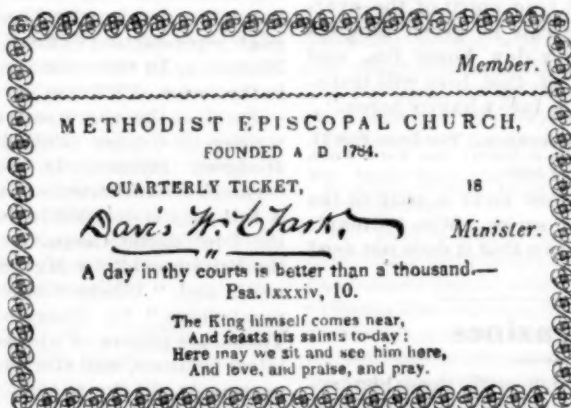 Member.
METHODIST EPISCOPAL CHURCH,
FOUNDED A 1784.
QUARTERLY TICKET, 18
Davis W. Clark, Minister.
A day in thy courts is better than a thousand.—
Psa. lxxxiv, 10.
The King himself comes near,
And feasts his saints to-day:
Here may we sit and see him here,
And love, and praise, and pray.